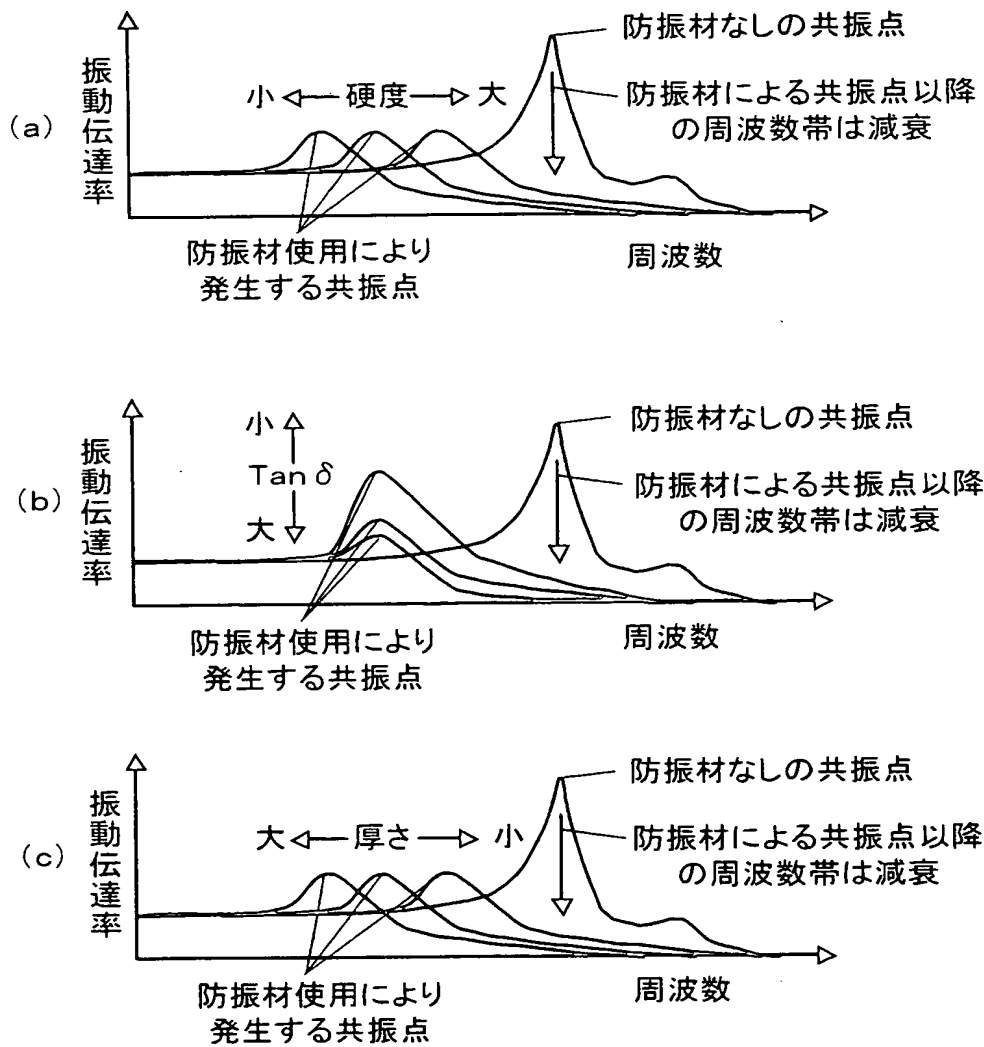 (a)
振動伝達率
小 硬度 大
防振材なしの共振点
防振材による共振点以降
の周波数帯は減衰
防振材使用により
発生する共振点
周波数
(b)
振動伝達率
小
Tan δ
大
防振材なしの共振点
防振材による共振点以降
の周波数帯は減衰
防振材使用により
発生する共振点
周波数
(c)
振動伝達率
大 厚さ 小
防振材なしの共振点
防振材による共振点以降
の周波数帯は減衰
防振材使用により
発生する共振点
周波数